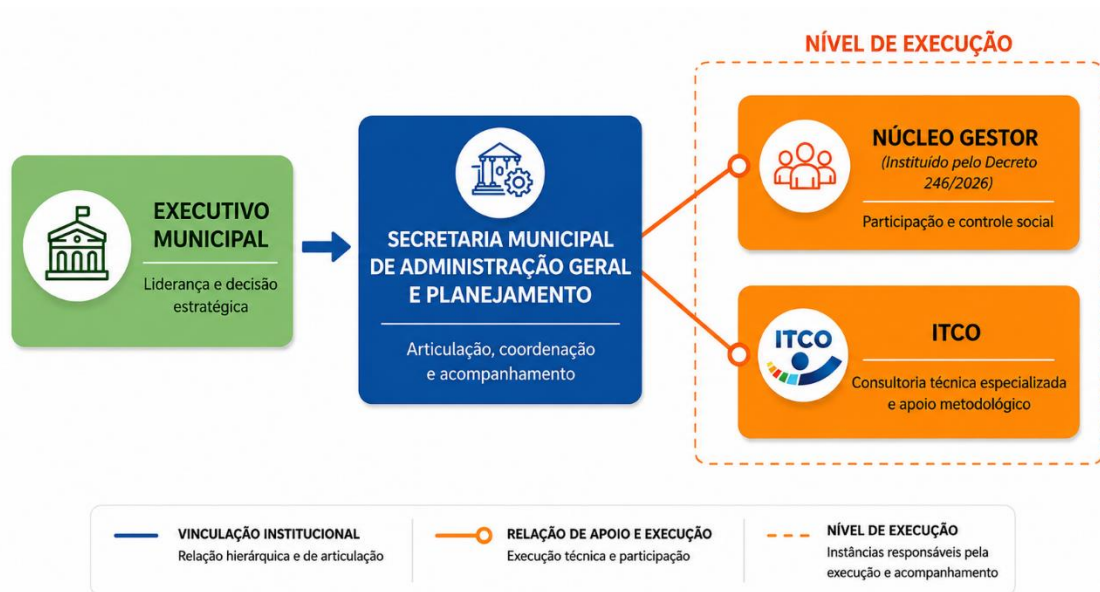 NÍVEL DE EXECUÇÃO
EXECUTIVO
MUNICIPAL
Liderança e decisão
estratégica
SECRETARIA MUNICIPAL
DE ADMINISTRAÇÃO GERAL
E PLANEJAMENTO
Articulação, coordenação
e acompanhamento
NÚCLEO GESTOR
(Instituído pelo Decreto
246/2026)
Participação e controle social
ITCO
ITCO
Consultoria técnica especializada
e apoio metodológico
VINCULAÇÃO INSTITUCIONAL
Relação hierárquica e de articulação
RELAÇÃO DE APOIO E EXECUÇÃO
Execução técnica e participação
NÍVEL DE EXECUÇÃO
Instâncias responsáveis pela
execução e acompanhamento